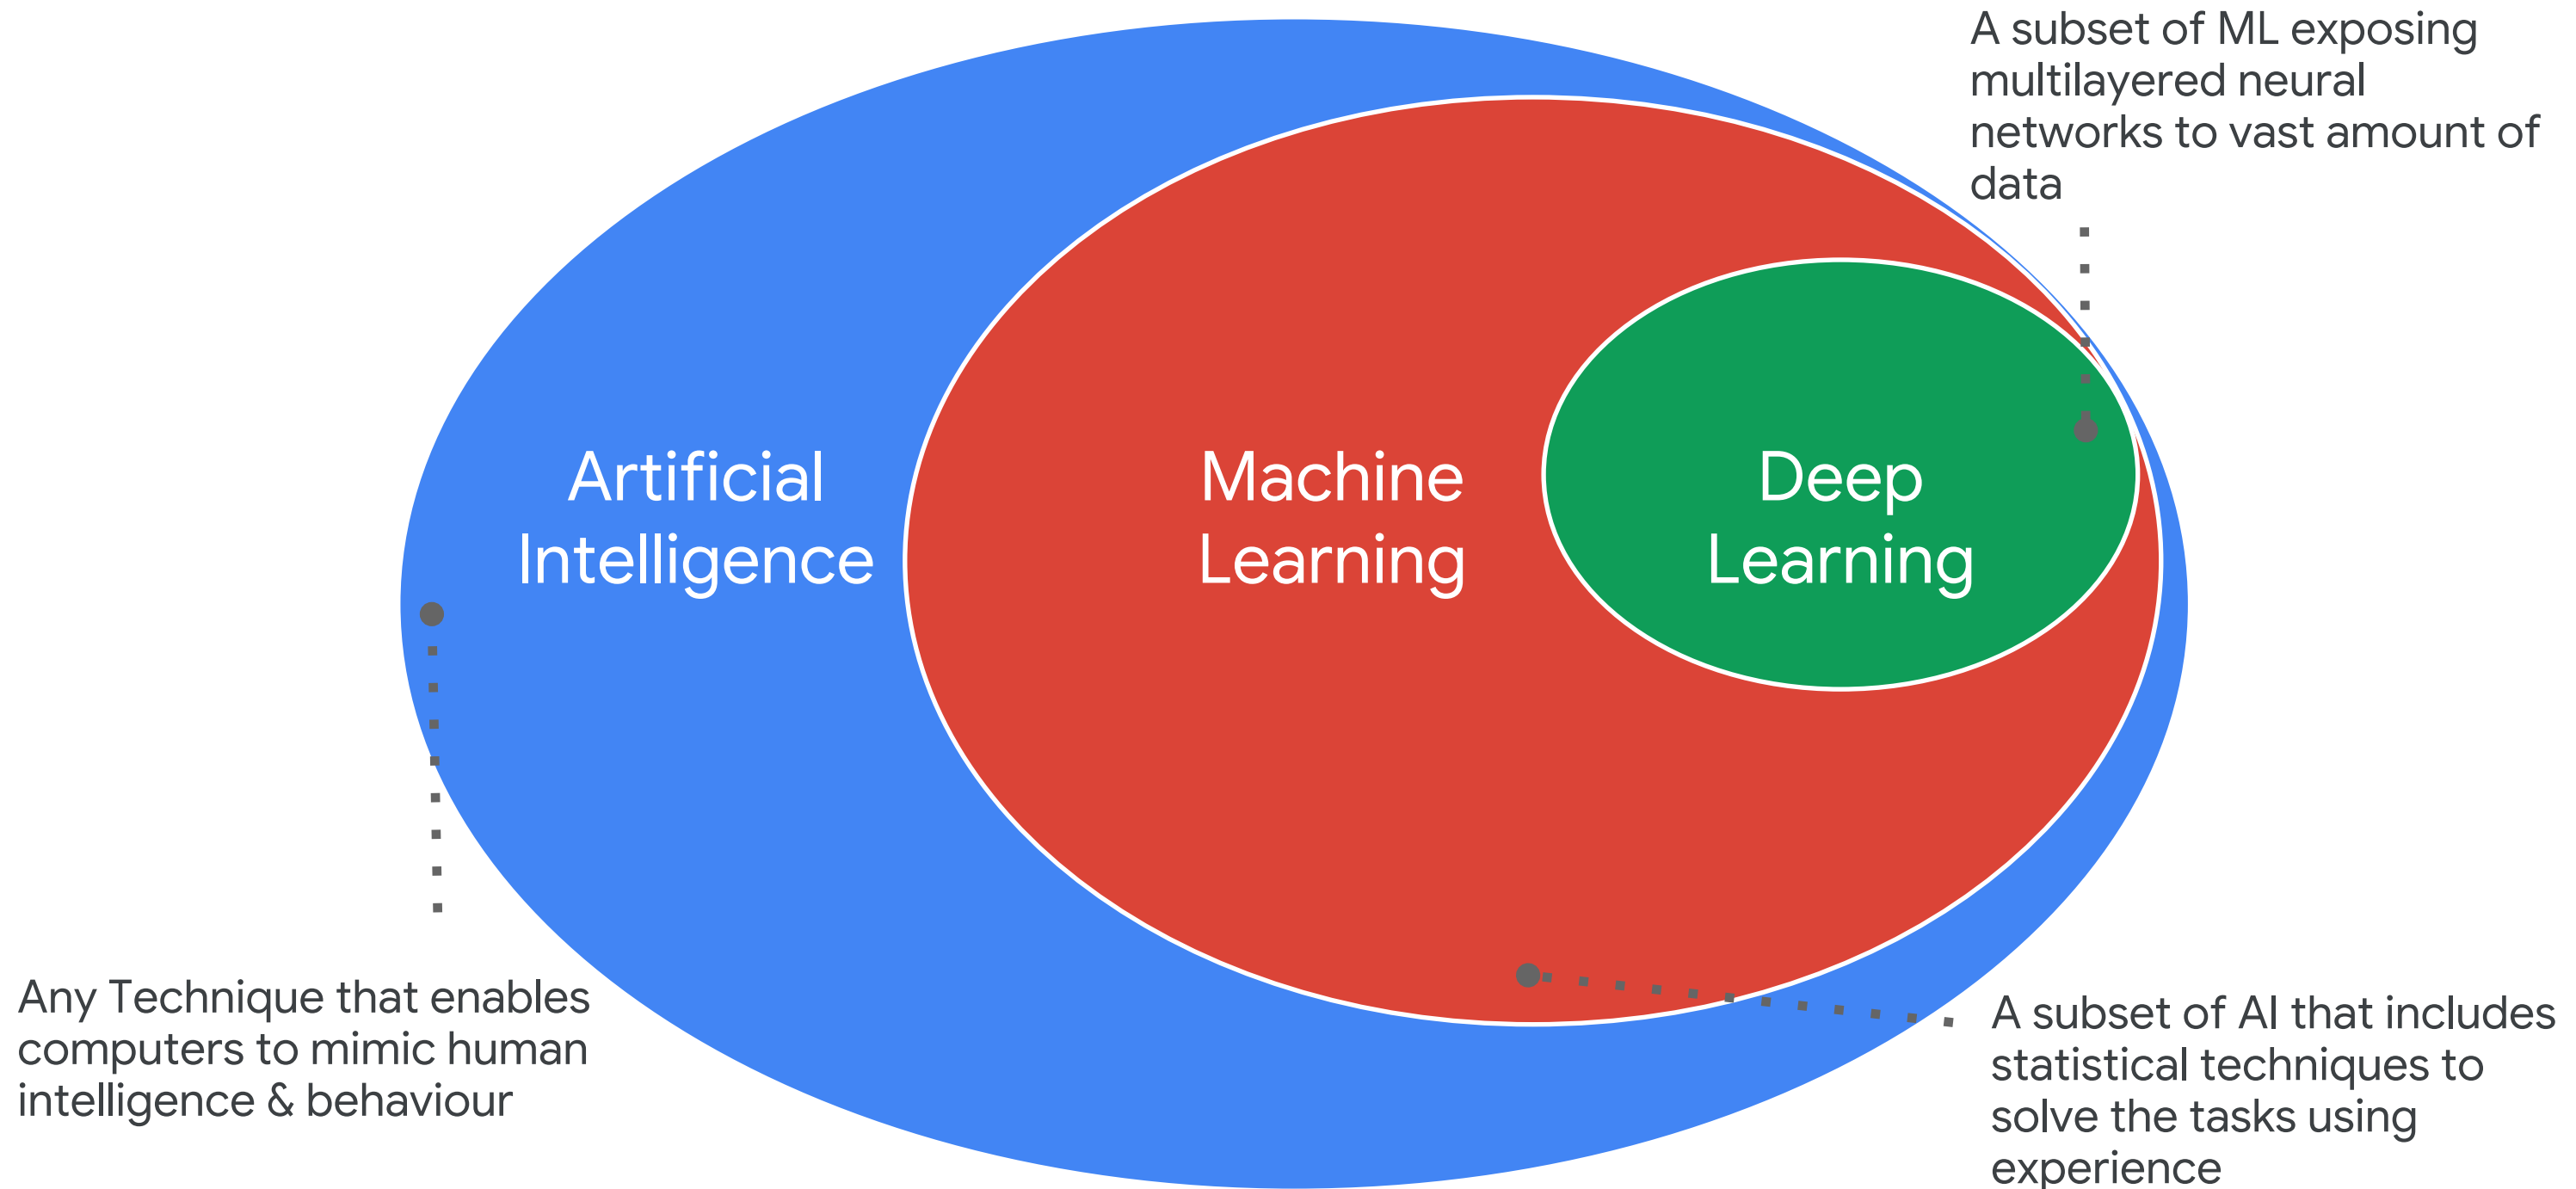 A subset of ML exposing
multilayered neural
networks to vast amount of
data
Artificial
Intelligence
Machine
Learning
Deep
Learning
Any Technique that enables
computers to mimic human
intelligence & behaviour
A subset of AI that includes
statistical techniques to
solve the tasks using
experience